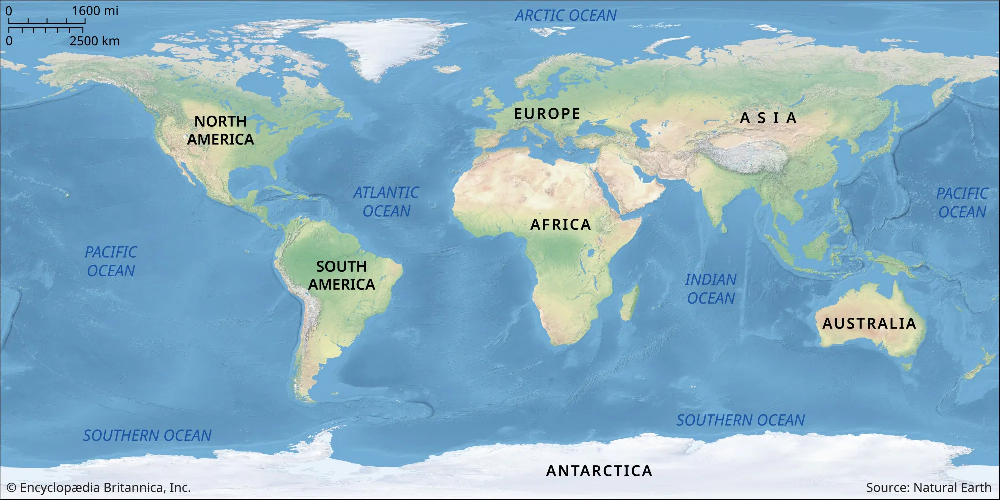 0 1600 mi
0 2500 km
ARCTIC OCEAN
NORTH
AMERICA
EUROPE
ASIA
ATLANTIC
OCEAN
PACIFIC
OCEAN
AFRICA
PACIFIC
OCEAN
SOUTH
AMERICA
INDIAN
OCEAN
AUSTRALIA
SOUTHERN OCEAN
SOUTHERN OCEAN
ANTARCTICA
© Encyclopædia Britannica, Inc.
Source: Natural Earth